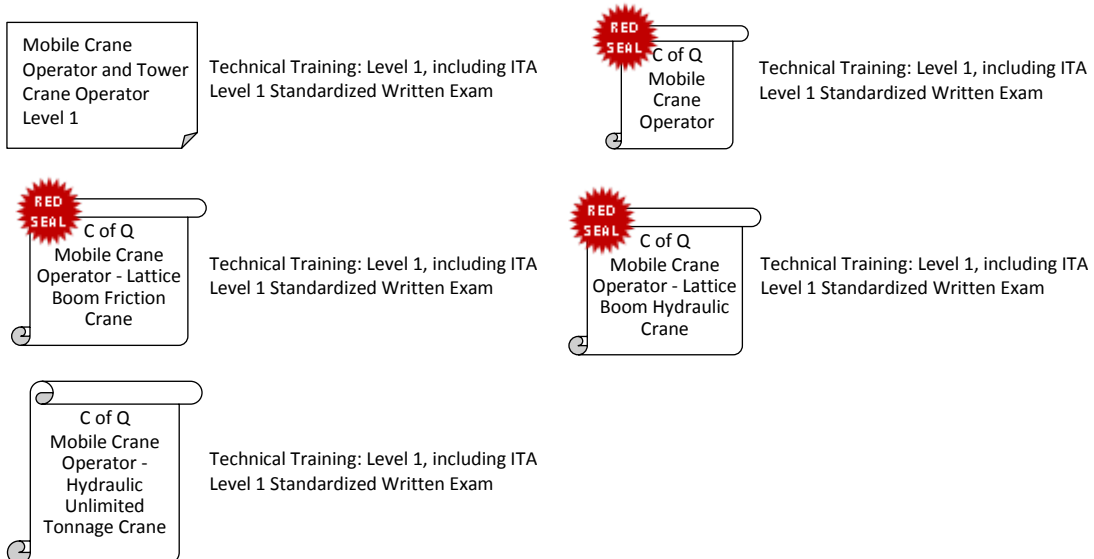 Mobile Crane
Operator and Tower
Crane Operator
Level 1
Technical Training: Level 1, including ITA
Level 1 Standardized Written Exam
RED
SEAL
C of Q
Mobile
Crane
Operator
Technical Training: Level 1, including ITA
Level 1 Standardized Written Exam
RED
SEAL
C of Q
Mobile Crane
Operator - Lattice
Boom Friction
Crane
Technical Training: Level 1, including ITA
Level 1 Standardized Written Exam
RED
SEAL
C of Q
Mobile Crane
Operator - Lattice
Boom Hydraulic
Crane
Technical Training: Level 1, including ITA
Level 1 Standardized Written Exam
C of Q
Mobile Crane
Operator -
Hydraulic
Unlimited
Tonnage Crane
Technical Training: Level 1, including ITA
Level 1 Standardized Written Exam